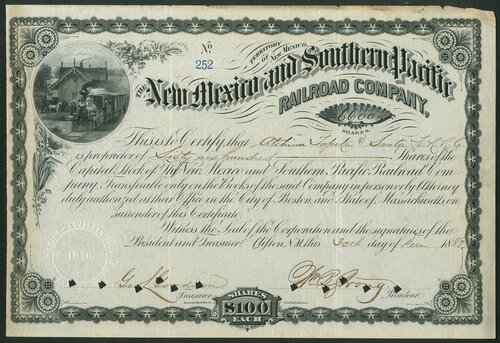 No
252
TERRITORY OF NEW MEXICO.
THE New Mexico and Southern Pacific
RAILROAD COMPANY,
6600
SHARES.
This is to Certify that Atchison Topeka & Santa Fe R.R. Co
is proprietor of Sixty six hundred Shares of the
Capital Stock of The New Mexico and Southern Pacific Railroad Com-
pany, Transferable only on the Books of the said Company in person or by Attorney
duly authorized at their Office in the City of Boston, and State of Massachusetts on
surrender of this Certificate.
Witness the Seal of the Corporation and the signatures of the
President and Treasurer, this 30th day of Dec 1882
1878
Treasurer.
President.
SHARES
$100
EACH